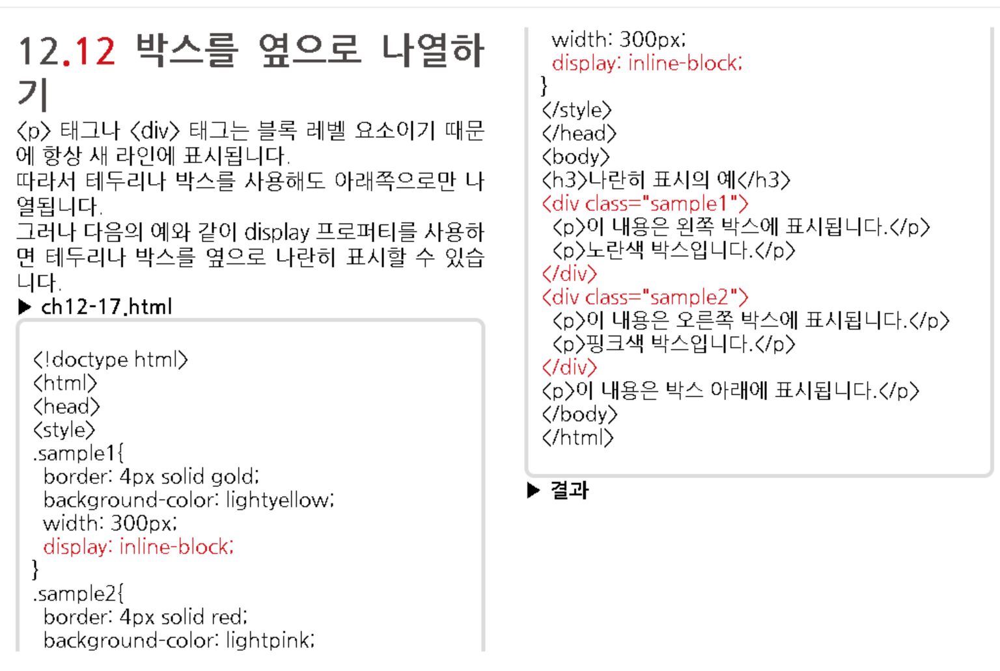 12.12 박스를 옆으로 나열하
기
<p> 태그나 <div> 태그는 블록 레벨 요소이기 때문
에 항상 새 라인에 표시됩니다.
따라서 테두리나 박스를 사용해도 아래쪽으로만 나
열됩니다.
그러나 다음의 예와 같이 display 프로퍼티를 사용하
면 테두리나 박스를 옆으로 나란히 표시할 수 있습
니다.
▶ ch12-17.html
<!doctype html>
<html>
<head>
<style>
.sample1{
border: 4px solid gold;
background-color: lightyellow;
width: 300px;
display: inline-block;
}
.sample2{
border: 4px solid red;
background-color: lightpink;
width: 300px;
display: inline-block;
}
</style>
</head>
<body>
<h3>나란히 표시의 예</h3>
<div class="sample1">
<p>이 내용은 왼쪽 박스에 표시됩니다.</p>
<p>노란색 박스입니다.</p>
</div>
<div class="sample2">
<p>이 내용은 오른쪽 박스에 표시됩니다.</p>
<p>핑크색 박스입니다.</p>
</div>
<p>이 내용은 박스 아래에 표시됩니다.</p>
</body>
</html>
▶ 결과